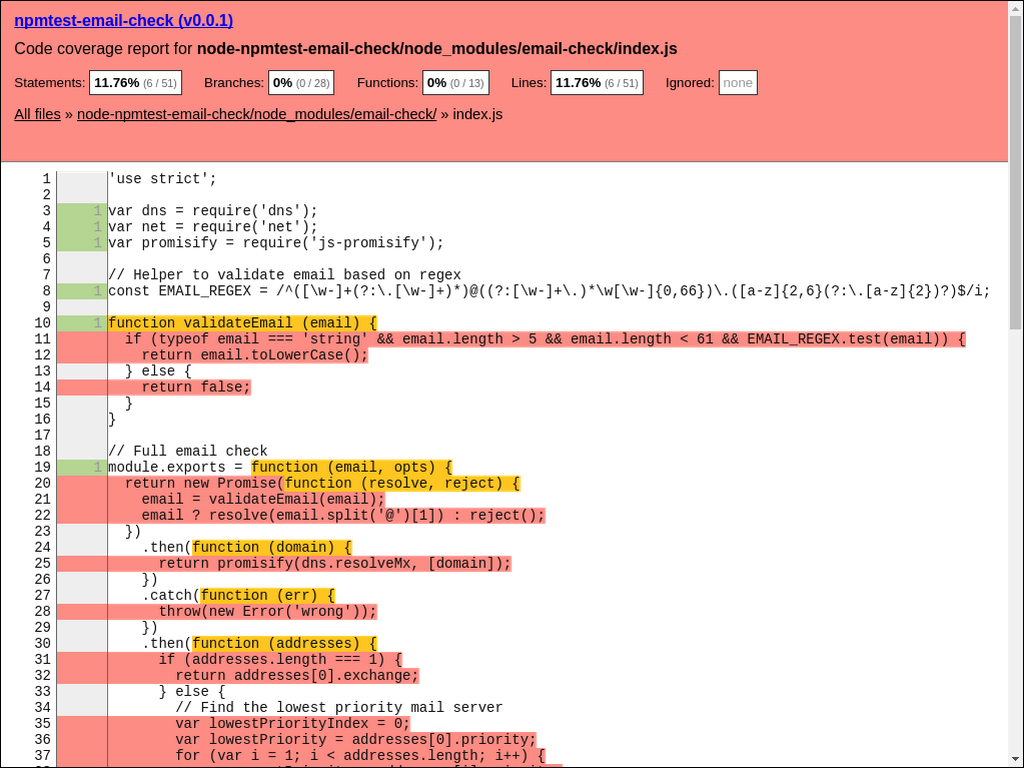 npmtest-email-check (v0.0.1)
Code coverage report for node-npmtest-email-check/node_modules/email-check/index.js
Statements: 11.76% (6 / 51) Branches: 0% (0 / 28) Functions: 0% (0 / 13) Lines: 11.76% (6 / 51) Ignored: none
All files » node-npmtest-email-check/node_modules/email-check/ » index.js
1 'use strict';
2
3 1 var dns = require('dns');
4 1 var net = require('net');
5 1 var promisify = require('js-promisify');
6
7 // Helper to validate email based on regex
8 1 const EMAIL_REGEX = /^([\w-]+(?:\.[\w-]+)*)@((?:[\w-]+\.)*\w[\w-]{0,66})\.([a-z]{2,6}(?:\.[a-z]{2})?)$/i;
9
10 1 function validateEmail (email) {
11 if (typeof email === 'string' && email.length > 5 && email.length < 61 && EMAIL_REGEX.test(email)) {
12 return email.toLowerCase();
13 } else {
14 return false;
15 }
16 }
17
18 // Full email check
19 1 module.exports = function (email, opts) {
20 return new Promise(function (resolve, reject) {
21 email = validateEmail(email);
22 email ? resolve(email.split('@')[1]) : reject();
23 })
24 .then(function (domain) {
25 return promisify(dns.resolveMx, [domain]);
26 })
27 .catch(function (err) {
28 throw(new Error('wrong'));
29 })
30 .then(function (addresses) {
31 if (addresses.length === 1) {
32 return addresses[0].exchange;
33 } else {
34 // Find the lowest priority mail server
35 var lowestPriorityIndex = 0;
36 var lowestPriority = addresses[0].priority;
37 for (var i = 1; i < addresses.length; i++) {